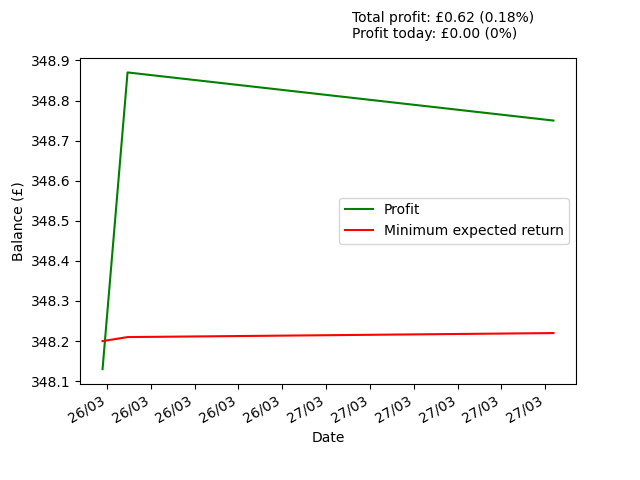 Total profit: £0.62 (0.18%)
Profit today: £0.00 (0%)
348.9
348.8
348.7
348.6
348.5
348.4
348.3
348.2
348.1
Balance (£)
Profit
Minimum expected return
26/03 26/03 26/03 26/03 26/03 27/03 27/03 27/03 27/03 27/03 27/03
Date